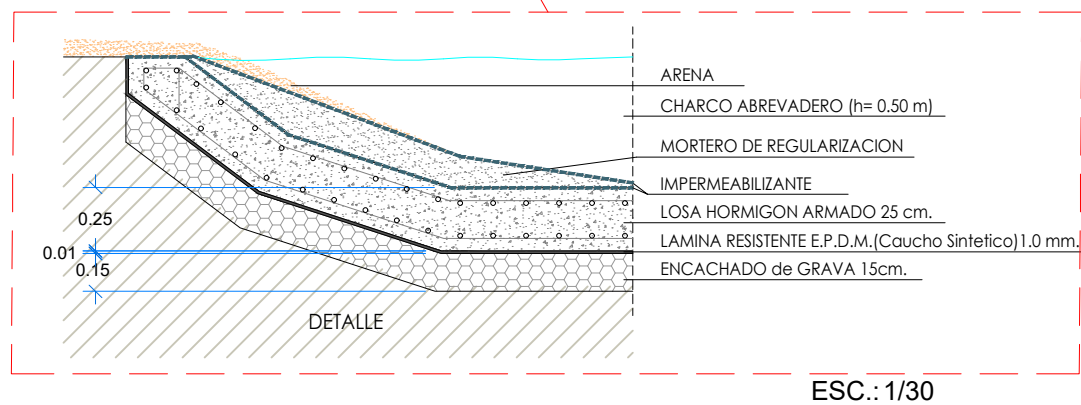 ARENA
CHARCO ABREVADERO (h= 0.50 m)
MORTERO DE REGULARIZACION
IMPERMEABILIZANTE
LOSA HORMIGON ARMADO 25 cm.
LAMINA RESISTENTE E.P.D.M.(Caucho Sintetico)1.0 mm.
ENCACHADO de GRAVA 15cm.
0.25
0.01
0.15
DETALLE
ESC.: 1/30